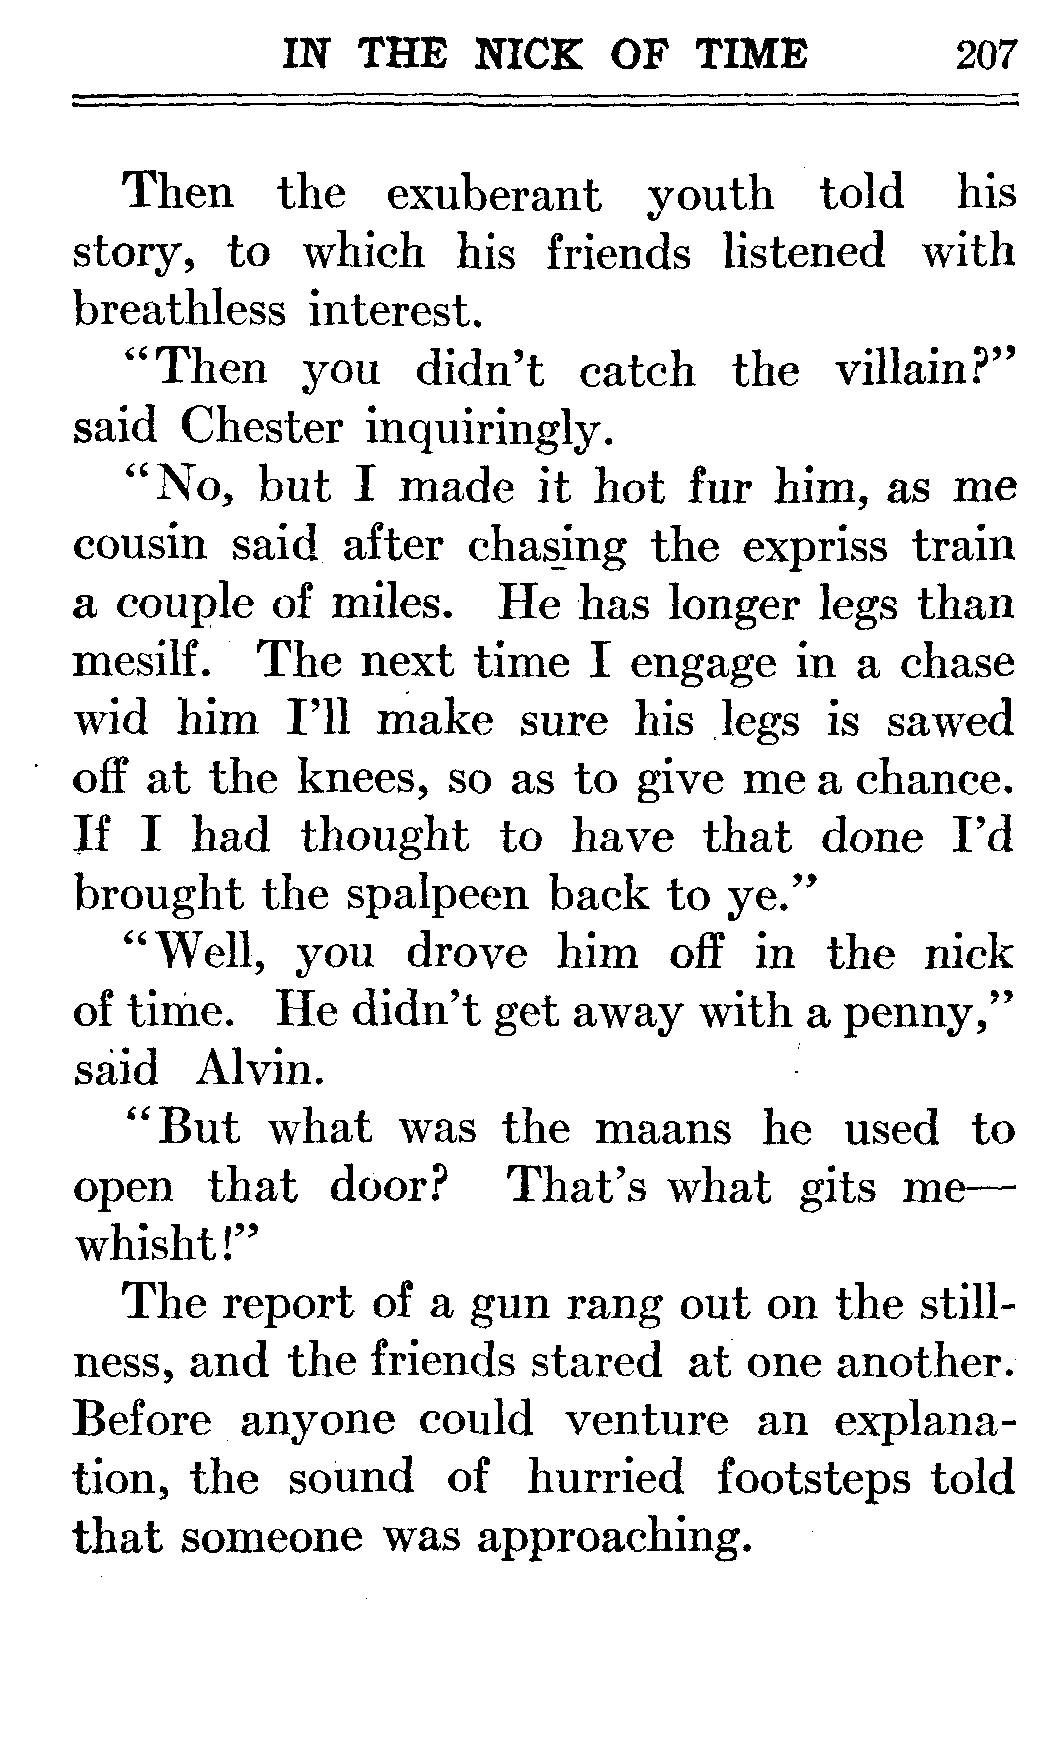 IN THE NICK OF TIME 207
Then the exuberant youth told his
story, to which his friends listened with
breathless interest.
“Then you didn’t catch the villain?”
said Chester inquiringly.
“No, but I made it hot fur him, as me
cousin said after chasing the expriss train
a couple of miles. He has longer legs than
mesilf. The next time I engage in a chase
wid him I’ll make sure his legs is sawed
off at the knees, so as to give me a chance.
If I had thought to have that done I’d
brought the spalpeen back to ye.”
“Well, you drove him off in the nick
of time. He didn’t get away with a penny,”
said Alvin.
“But what was the maans he used to
open that door? That’s what gits me—
whisht!”
The report of a gun rang out on the still-
ness, and the friends stared at one another.
Before anyone could venture an explana-
tion, the sound of hurried footsteps told
that someone was approaching.